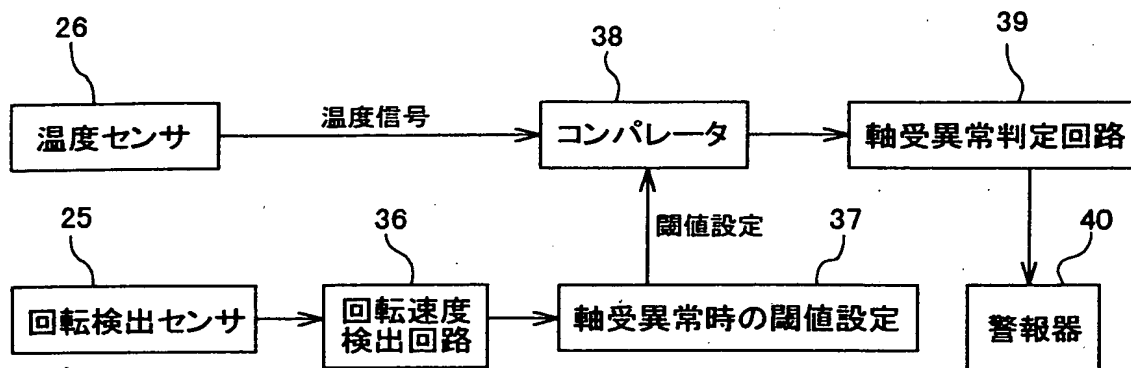 26
温度センサ
温度信号
38
コンパレータ
39
軸受異常判定回路
25
回転検出センサ
36
回転速度
検出回路
閾値設定
37
軸受異常時の閾値設定
40
警報器